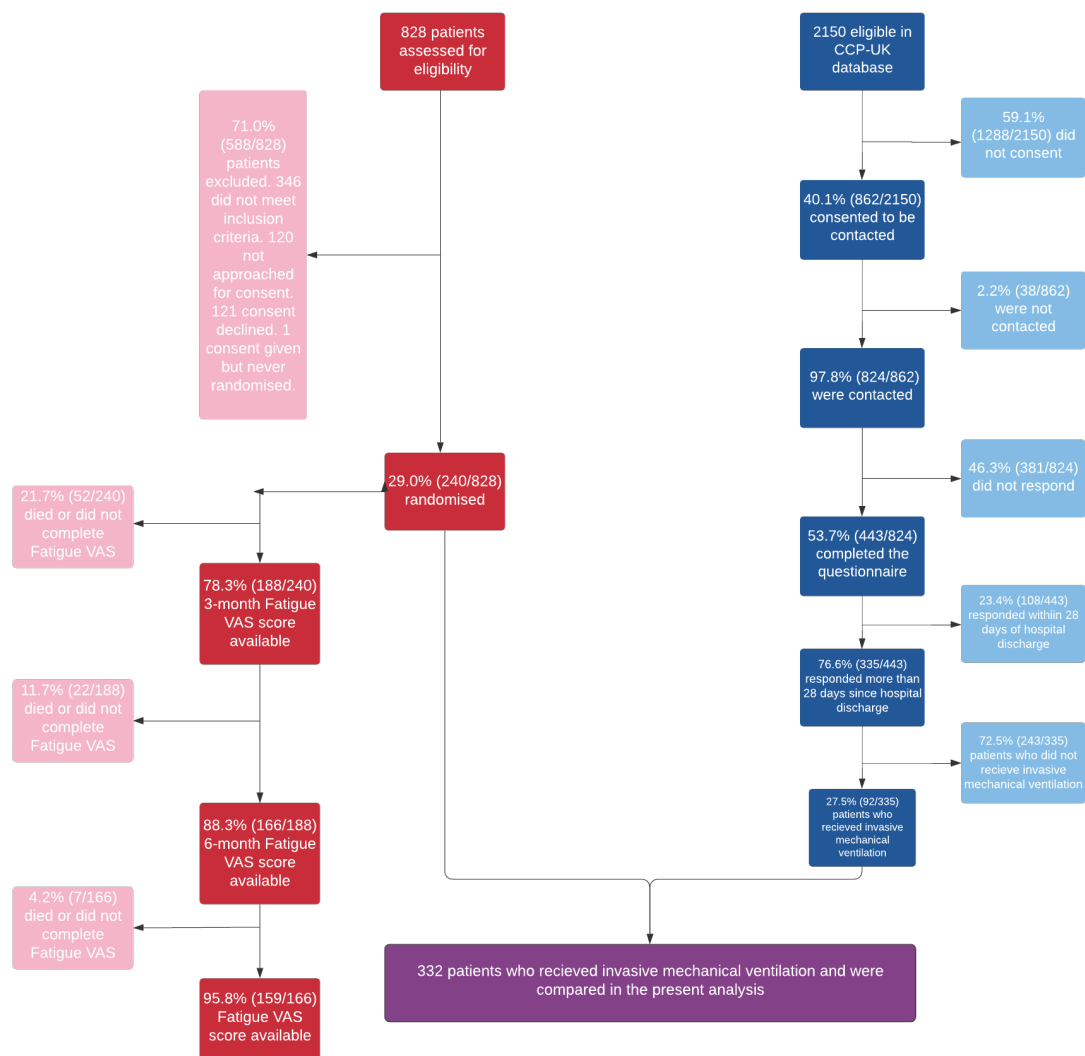 828 patients
assessed for
eligibility
71.0%
(588/828)
patients
excluded. 346
did not meet
inclusion
criteria. 120
not
approached
for consent.
121 consent
declined. 1
consent given
but never
randomised.
29.0% (240/828)
randomised
21.7% (52/240)
died or did not
complete
Fatigue VAS
78.3% (188/240)
3-month Fatigue
VAS score
available
11.7% (22/188)
died or did not
complete
Fatigue VAS
88.3% (166/188)
6-month Fatigue
VAS score
available
4.2% (7/166)
died or did not
complete
Fatigue VAS
95.8% (159/166)
Fatigue VAS
score available
2150 eligible in
CCP-UK
database
59.1%
(1288/2150) did
not consent
40.1% (862/2150)
consented to be
contacted
2.2% (38/862)
were not
contacted
97.8% (824/862)
were contacted
46.3% (381/824)
did not respond
53.7% (443/824)
completed the
questionnaire
23.4% (108/443)
responded withiin 28
days of hospital
discharge
76.6% (335/443)
responded more than
28 days since hospital
discharge
72.5% (243/335)
patients who did not
recieve invasive
mechanical ventilation
27.5% (92/335)
patients who
recieved invasive
mechanical
ventilation
332 patients who recieved invasive mechanical ventilation and were
compared in the present analysis